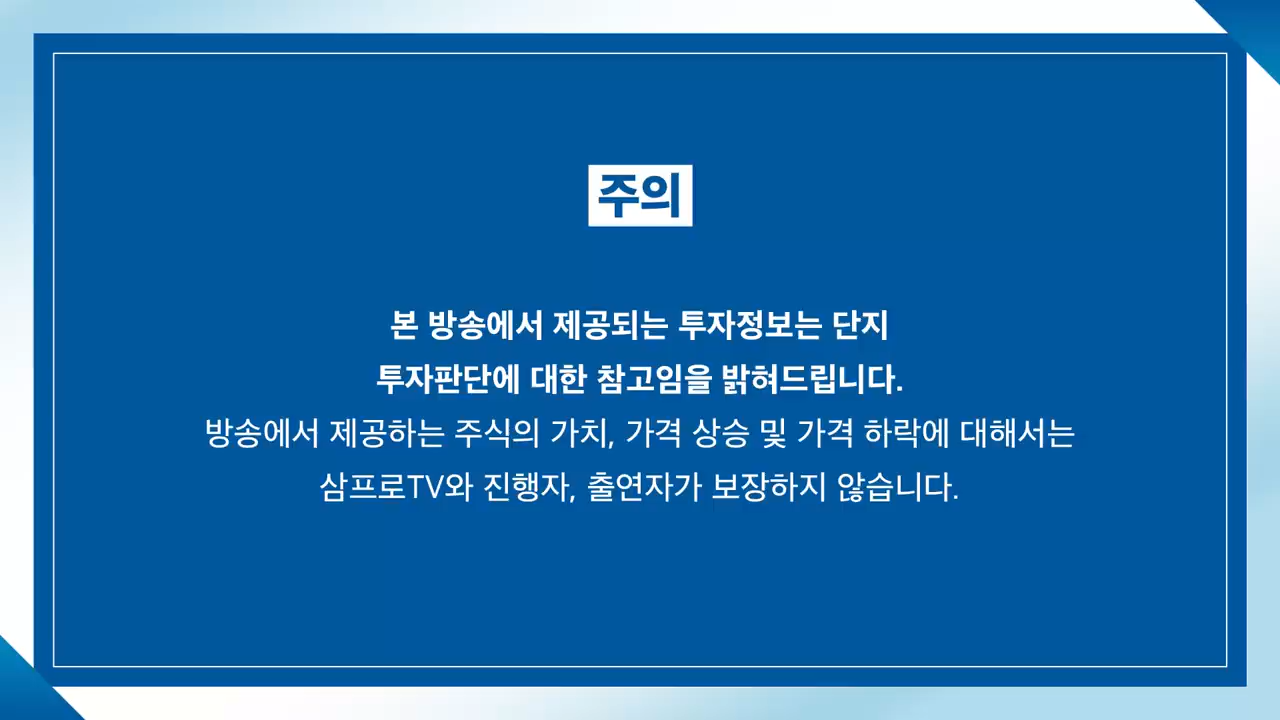 주의
본 방송에서 제공되는 투자정보는 단지
투자판단에 대한 참고임을 밝혀드립니다.
방송에서 제공하는 주식의 가치, 가격 상승 및 가격 하락에 대해서는
삼프로TV와 진행자, 출연자가 보장하지 않습니다.